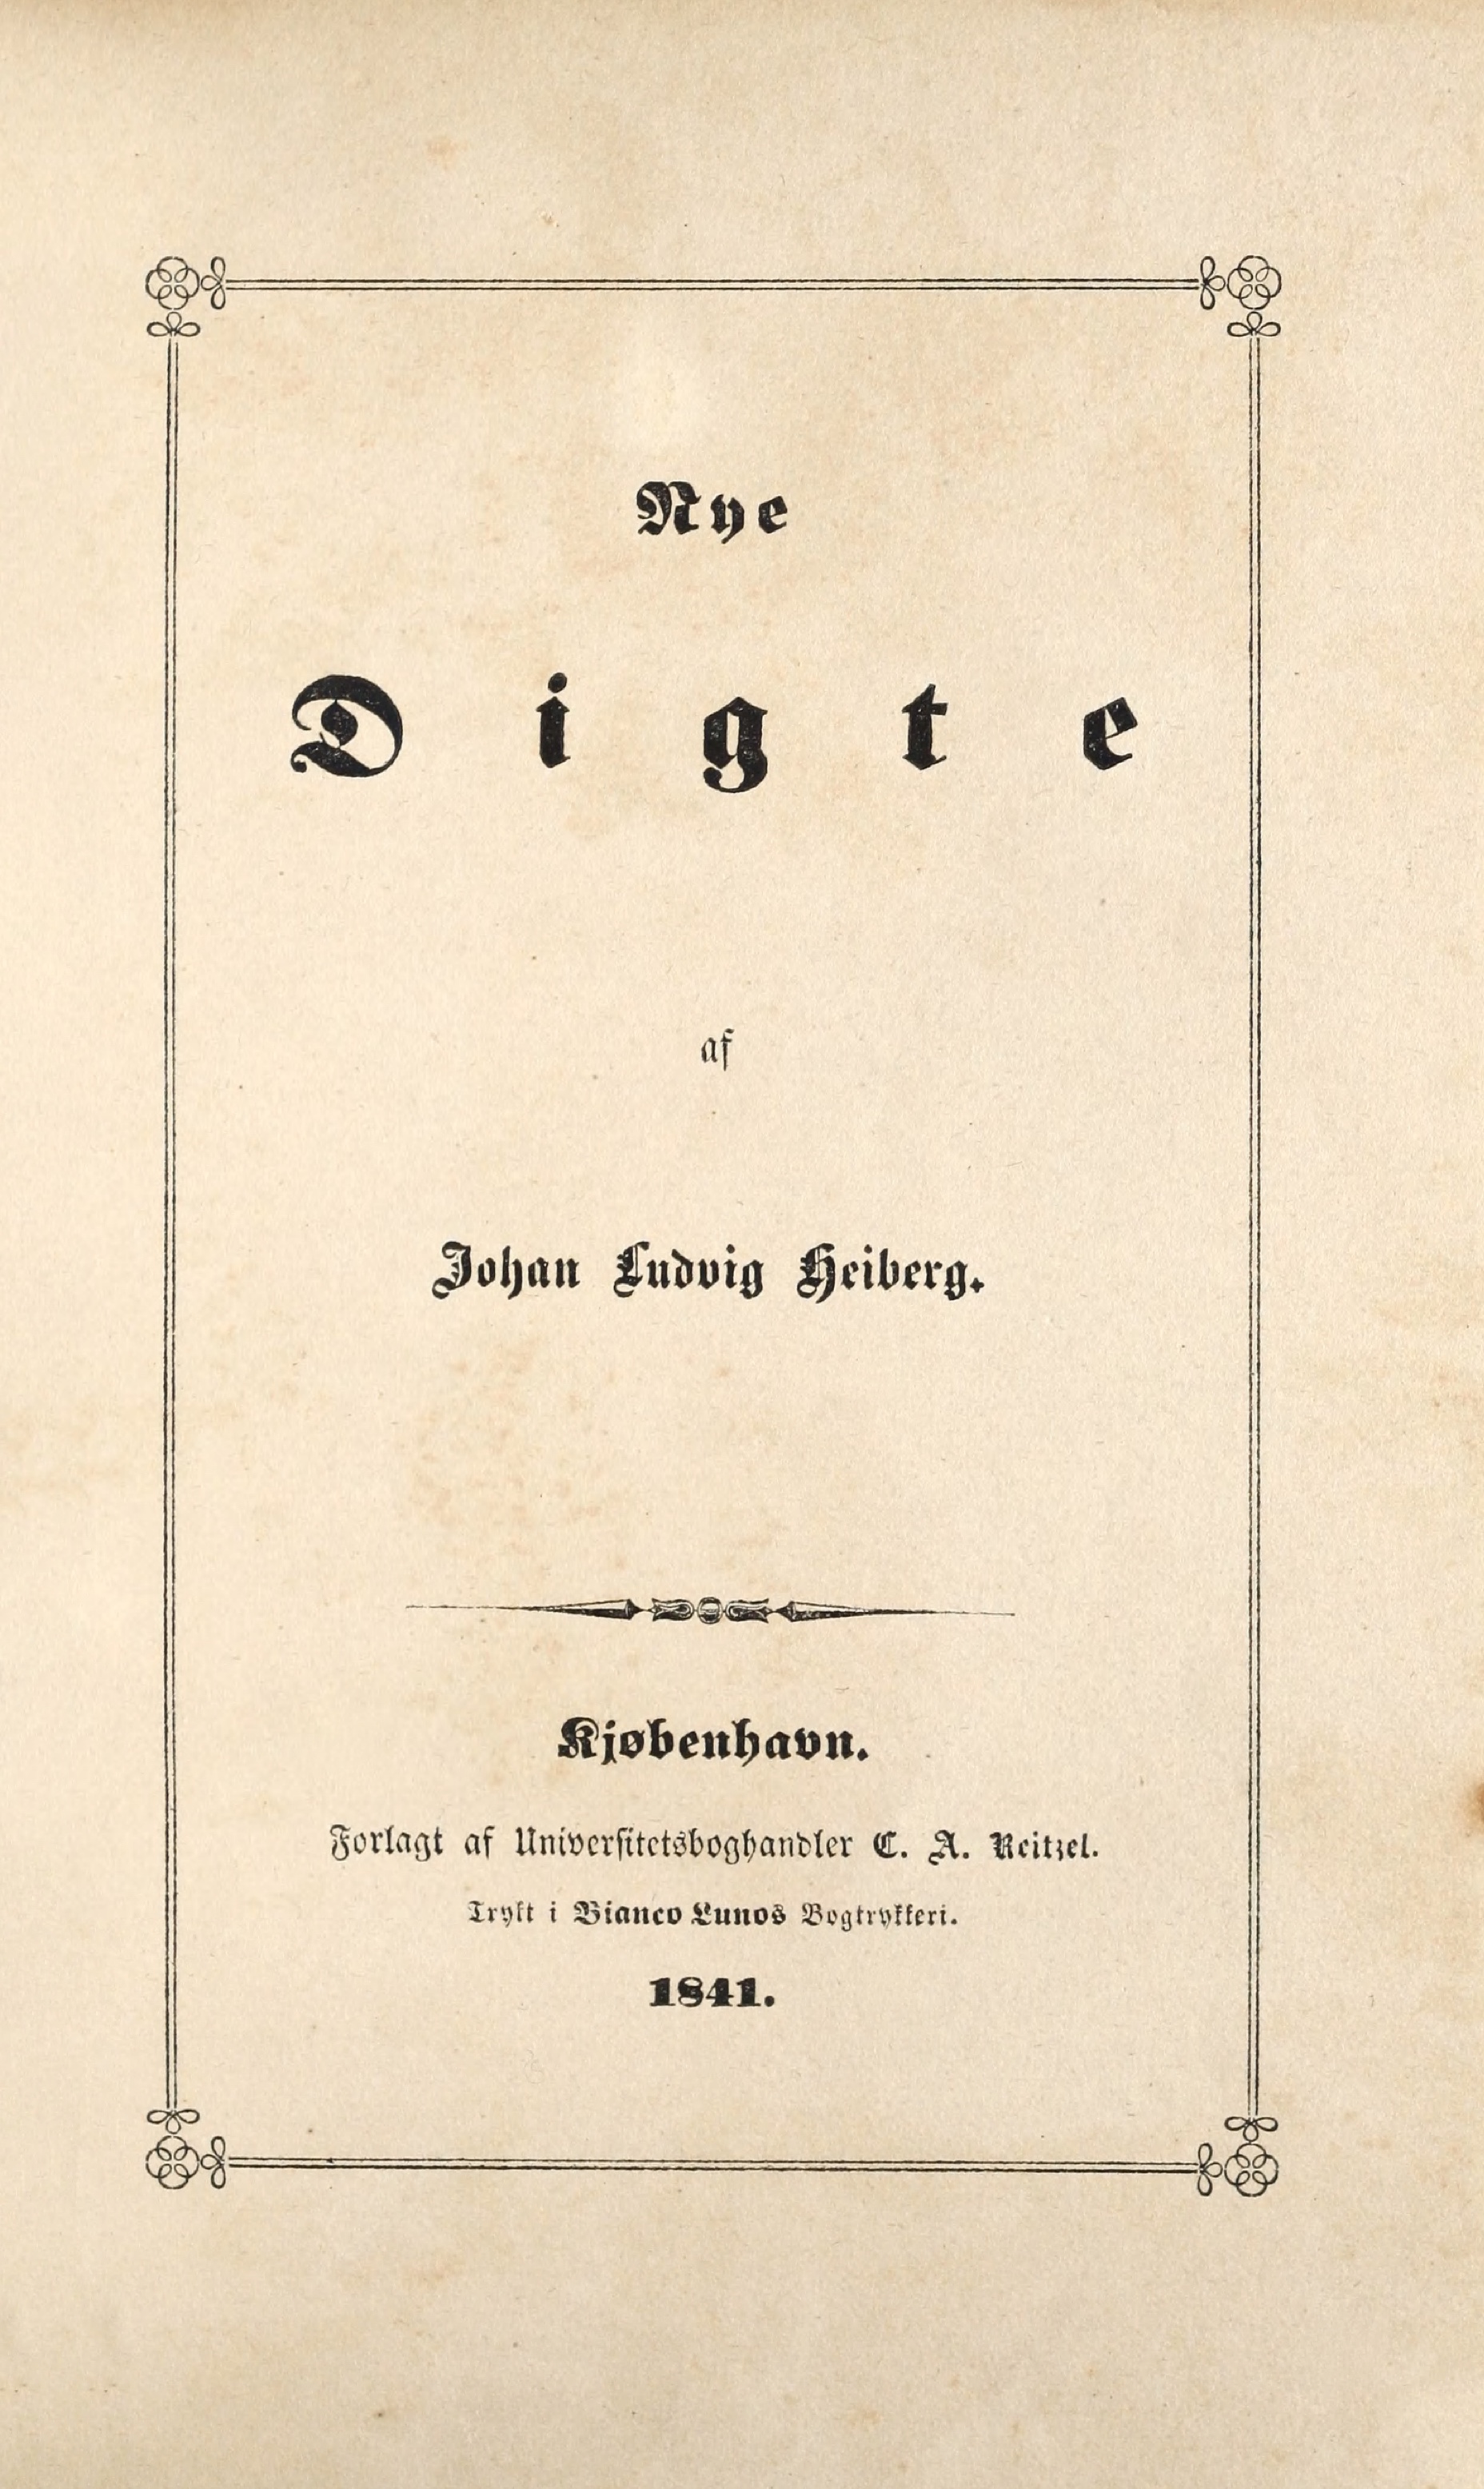 Nye
Digte
af
Johan Ludvig Heiberg.
Kjøbenhavn.
Forlagt af Universitetsboghandler C. A. Reitzel.
Trykt i Bianco Lunos Bogtrykkeri.
1841.